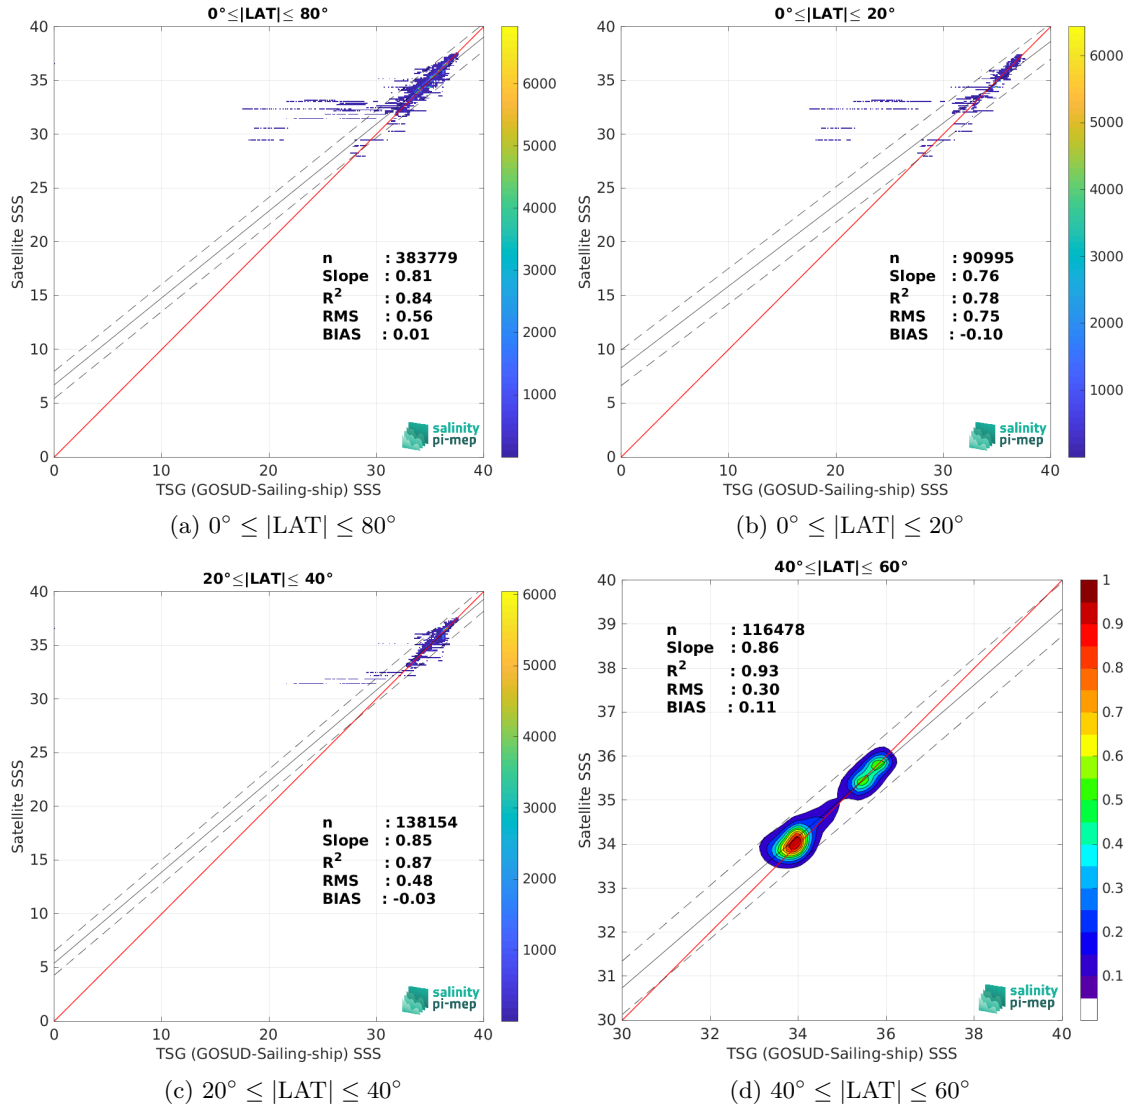 0°≤|LAT|≤ 80°
Satellite SSS
40
35
30
25
20
15
10
5
0
0
10
20
30
40
TSG (GOSUD-Sailing-ship) SSS
n : 383779
Slope : 0.81
R² : 0.84
RMS : 0.56
BIAS : 0.01
salinity
pi-mep
6000
5000
4000
3000
2000
1000
(a) 0° ≤ |LAT| ≤ 80°
0°≤|LAT|≤ 20°
Satellite SSS
40
35
30
25
20
15
10
5
0
0
10
20
30
40
TSG (GOSUD-Sailing-ship) SSS
n : 90995
Slope : 0.76
R² : 0.78
RMS : 0.75
BIAS : -0.10
salinity
pi-mep
6000
5000
4000
3000
2000
1000
(b) 0° ≤ |LAT| ≤ 20°
20°≤|LAT|≤ 40°
Satellite SSS
40
35
30
25
20
15
10
5
0
0
10
20
30
40
TSG (GOSUD-Sailing-ship) SSS
n : 138154
Slope : 0.85
R² : 0.87
RMS : 0.48
BIAS : -0.03
salinity
pi-mep
6000
5000
4000
3000
2000
1000
(c) 20° ≤ |LAT| ≤ 40°
40°≤|LAT|≤ 60°
Satellite SSS
40
39
38
37
36
35
34
33
32
31
30
30
32
34
36
38
40
TSG (GOSUD-Sailing-ship) SSS
n : 116478
Slope : 0.86
R² : 0.93
RMS : 0.30
BIAS : 0.11
salinity
pi-mep
1
0.9
0.8
0.7
0.6
0.5
0.4
0.3
0.2
0.1
(d) 40° ≤ |LAT| ≤ 60°